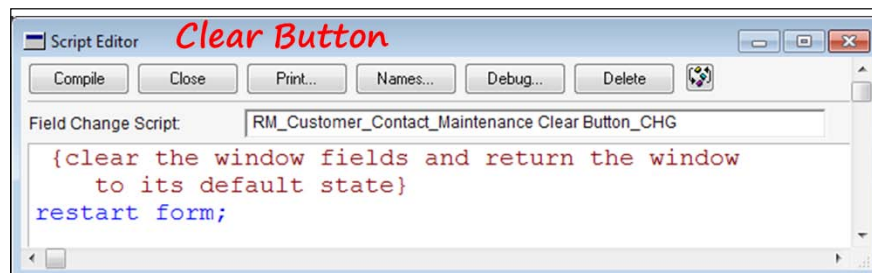 Script Editor Clear Button
Compile Close Print... Names... Debug... Delete
Field Change Script: RM_Customer_Contact_Maintenance Clear Button_CHG
{clear the window fields and return the window
to its default state}
restart form;